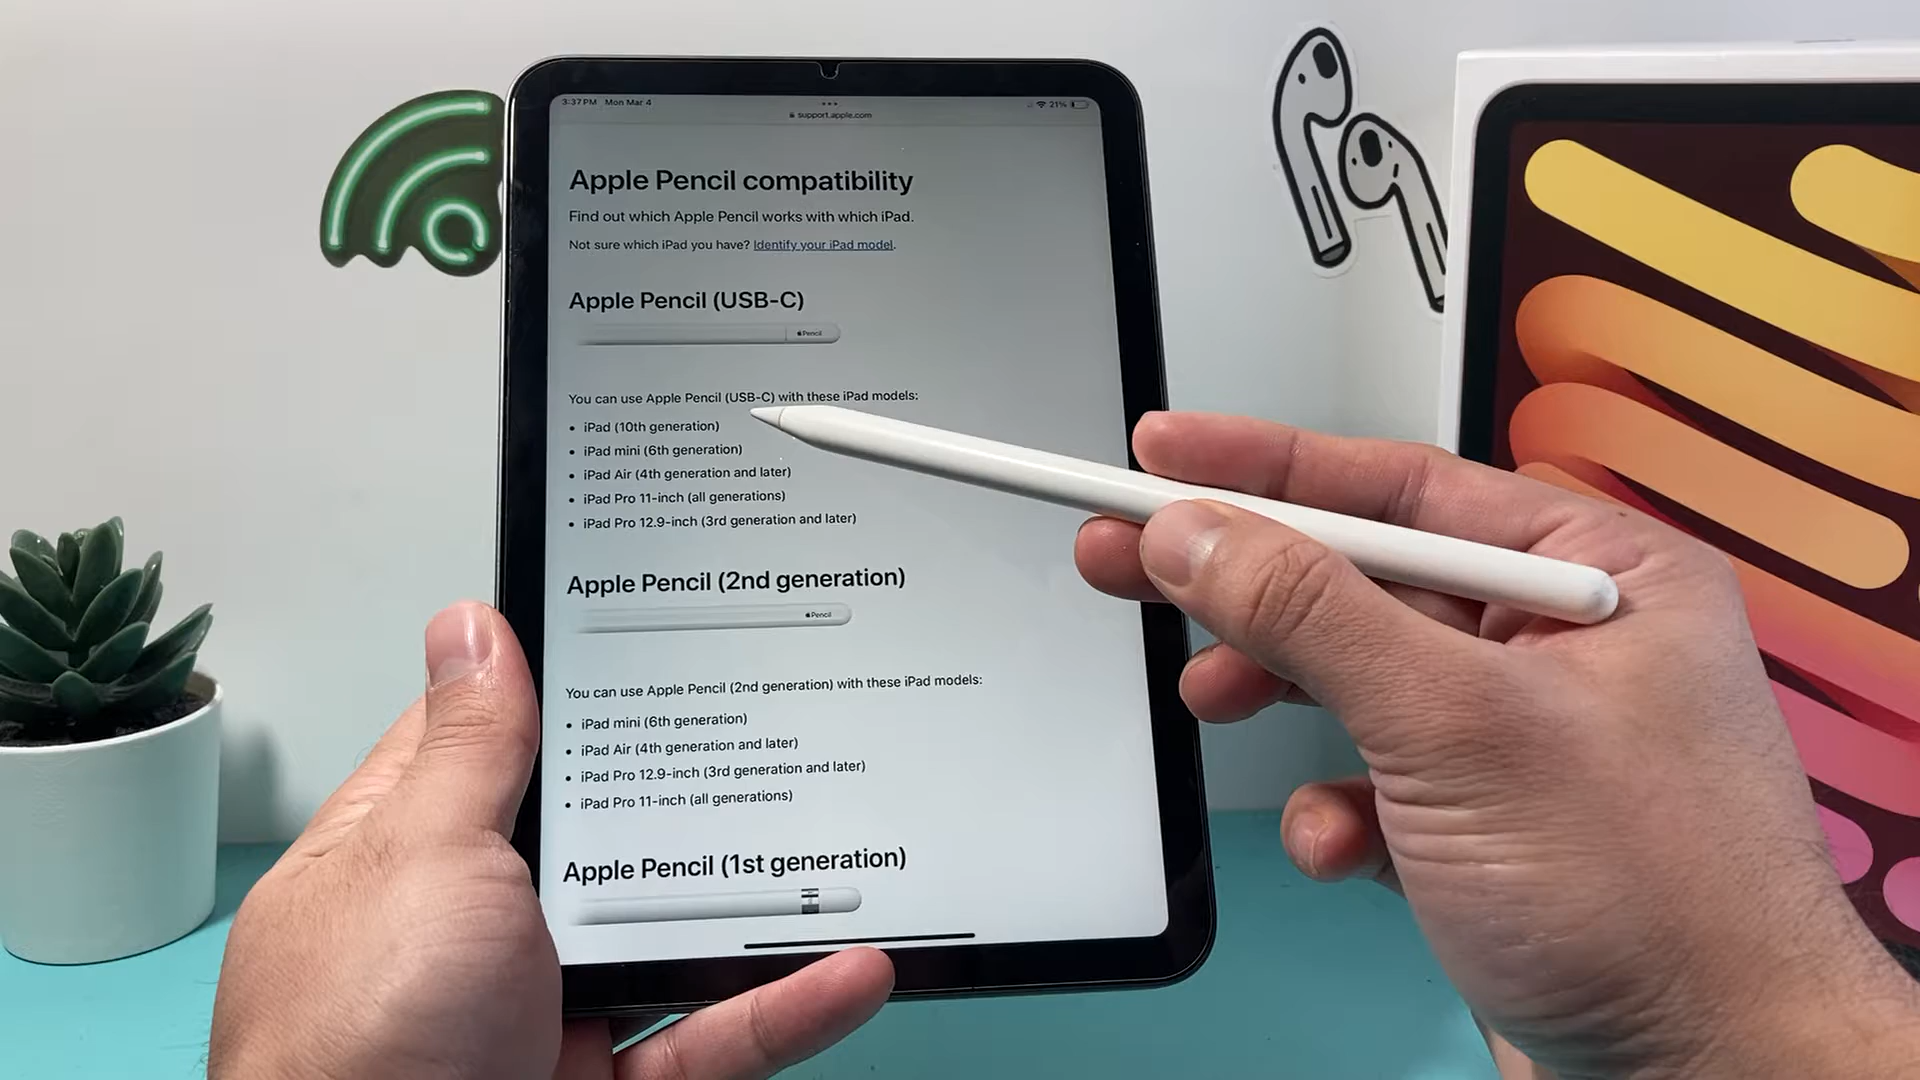 3:37 PM Mon Mar 4
21%
support.apple.com
Apple Pencil compatibility
Find out which Apple Pencil works with which iPad.
Not sure which iPad you have? Identify your iPad model.
Apple Pencil (USB-C)
Pencil
You can use Apple Pencil (USB-C) with these iPad models:
• iPad (10th generation)
• iPad mini (6th generation)
• iPad Air (4th generation and later)
• iPad Pro 11-inch (all generations)
• iPad Pro 12.9-inch (3rd generation and later)
Apple Pencil (2nd generation)
Pencil
You can use Apple Pencil (2nd generation) with these iPad models:
• iPad mini (6th generation)
• iPad Air (4th generation and later)
• iPad Pro 12.9-inch (3rd generation and later)
• iPad Pro 11-inch (all generations)
Apple Pencil (1st generation)